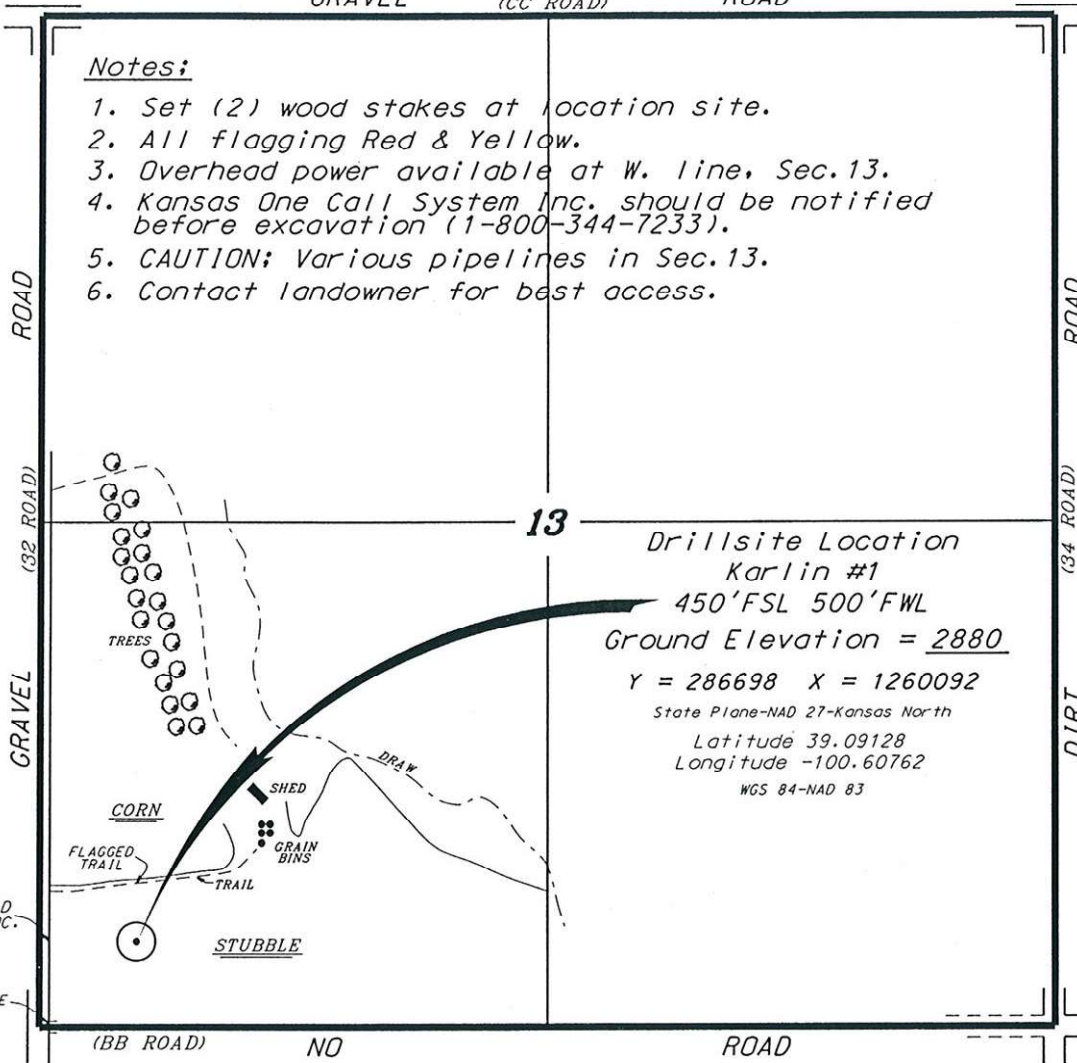 GRAVEL (CC ROAD) ROAD
Notes:
1. Set (2) wood stakes at location site.
2. All flagging Red & Yellow.
3. Overhead power available at W. line, Sec.13.
4. Kansas One Call System Inc. should be notified
before excavation (1-800-344-7233).
5. CAUTION: Various pipelines in Sec.13.
6. Contact landowner for best access.
ROAD
(32 ROAD)
GRAVEL
ROAD
(34 ROAD)
DIRT
13
Drillsite Location
Karlin #1
450'FSL 500'FWL
Ground Elevation = 2880
Y = 286698 X = 1260092
State Plane-NAD 27-Kansas North
Latitude 39.09128
Longitude -100.60762
WGS 84-NAD 83
TREES
DRAW
SHED
CORN
GRAIN
BINS
FLAGGED
TRAIL
TRAIL
STUBBLE
(BB ROAD) NO ROAD